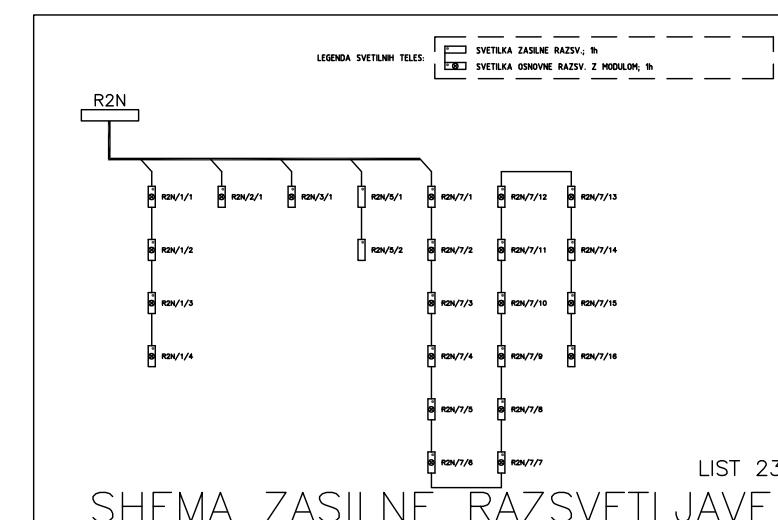 LEGENDA SVETILNIH TELES:
SVETILKA ZASILNE RAZSV.; 1h
SVETILKA OSNOVNE RAZSV. Z MODULOM; 1h
R2N
R2N/1/1 R2N/2/1 R2N/3/1 R2N/5/1 R2N/7/1 R2N/7/12 R2N/7/13
R2N/1/2 R2N/5/2 R2N/7/2 R2N/7/11 R2N/7/14
R2N/1/3 R2N/7/3 R2N/7/10 R2N/7/15
R2N/1/4 R2N/7/4 R2N/7/9 R2N/7/16
R2N/7/5 R2N/7/8
R2N/7/6 R2N/7/7
LIST 23
SHEMA ZASILNE RAZSVETLJAVE